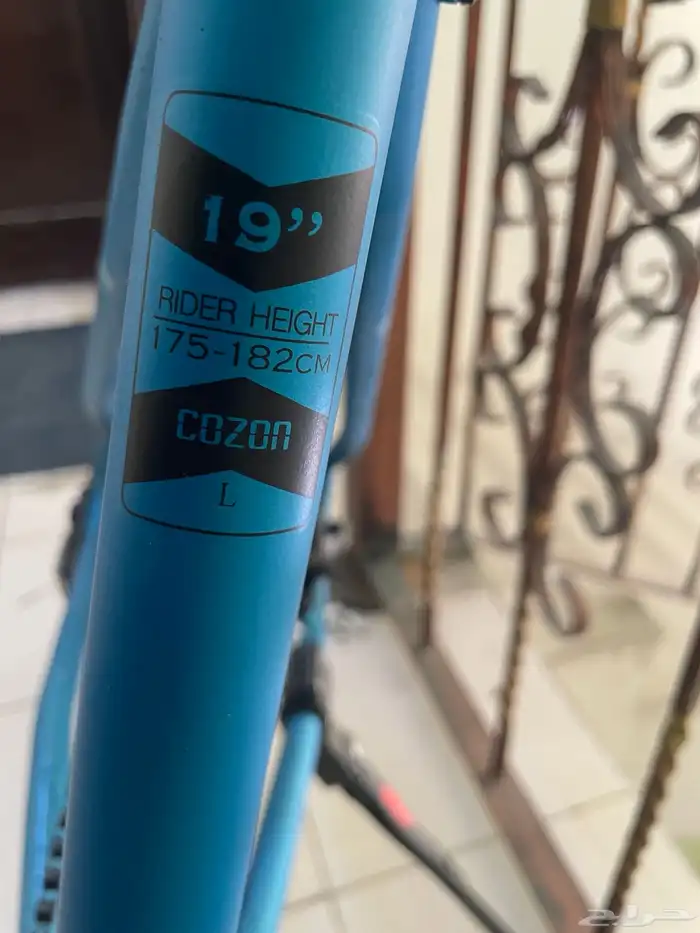 19”
RIDER HEIGHT
175-182CM
COZON
L
حراج